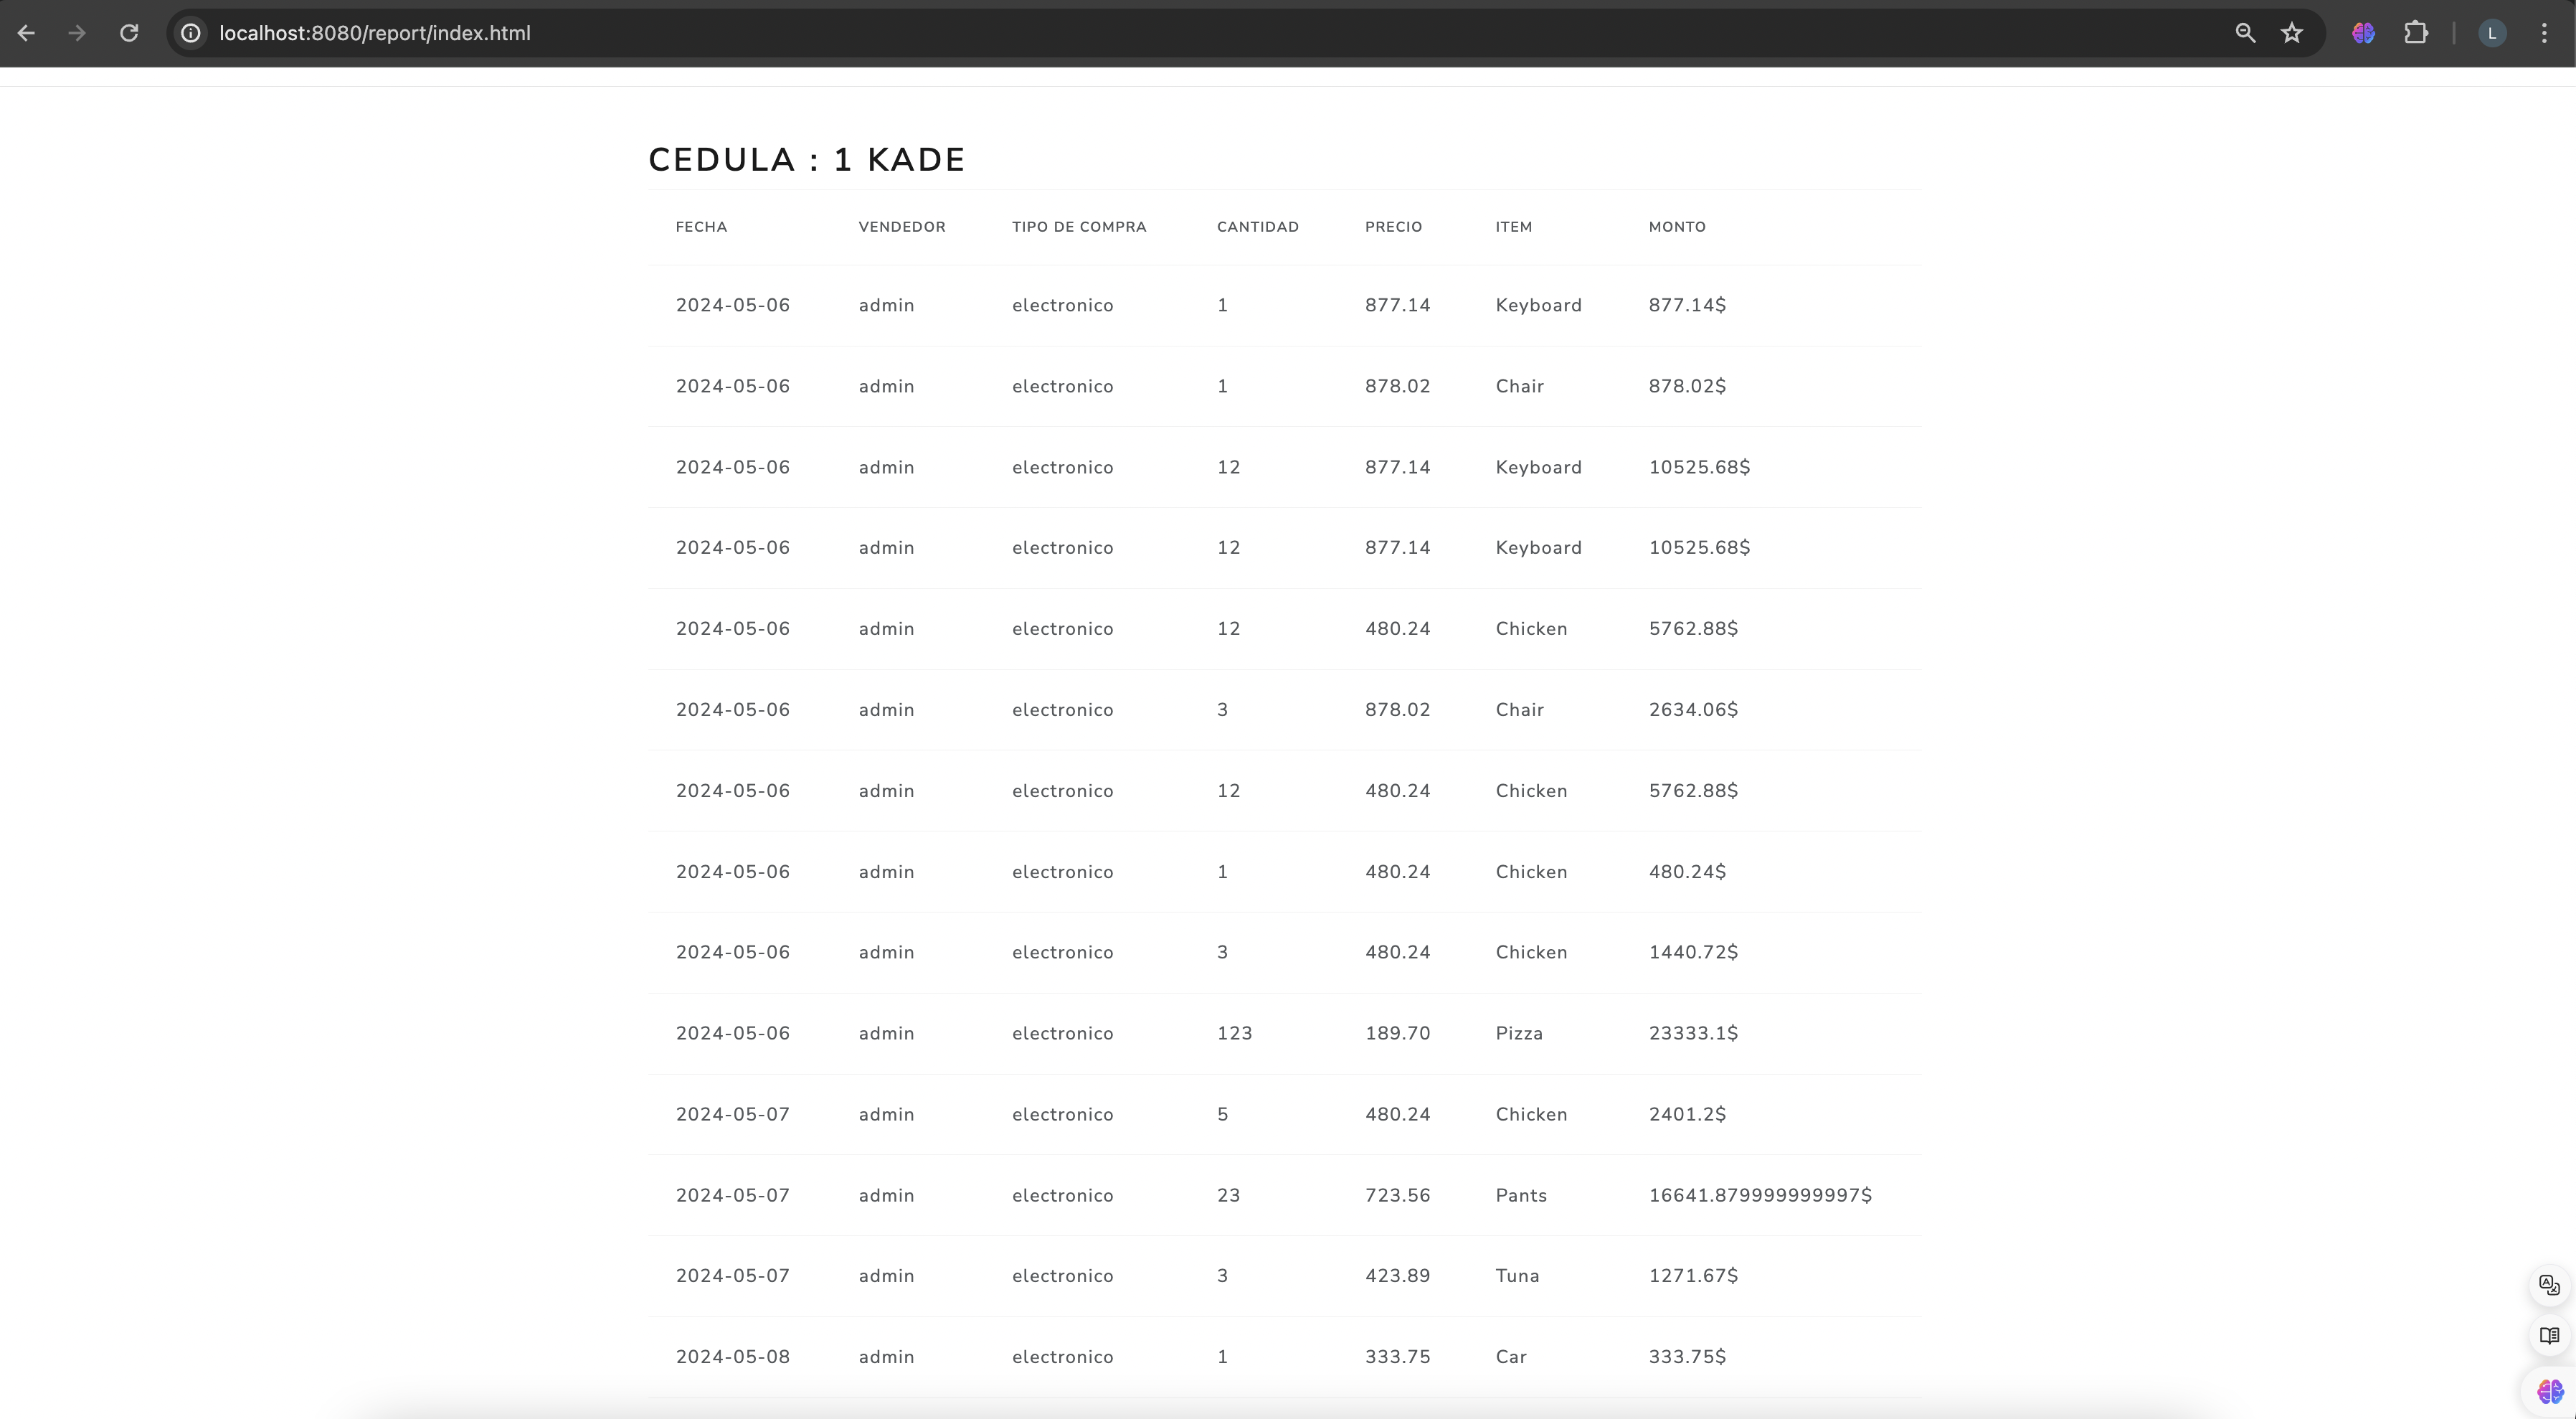 localhost:8080/report/index.html
L
CEDULA : 1 KADE
FECHA VENDEDOR TIPO DE COMPRA CANTIDAD PRECIO ITEM MONTO
2024-05-06 admin electronico 1 877.14 Keyboard 877.14$
2024-05-06 admin electronico 1 878.02 Chair 878.02$
2024-05-06 admin electronico 12 877.14 Keyboard 10525.68$
2024-05-06 admin electronico 12 877.14 Keyboard 10525.68$
2024-05-06 admin electronico 12 480.24 Chicken 5762.88$
2024-05-06 admin electronico 3 878.02 Chair 2634.06$
2024-05-06 admin electronico 12 480.24 Chicken 5762.88$
2024-05-06 admin electronico 1 480.24 Chicken 480.24$
2024-05-06 admin electronico 3 480.24 Chicken 1440.72$
2024-05-06 admin electronico 123 189.70 Pizza 23333.1$
2024-05-07 admin electronico 5 480.24 Chicken 2401.2$
2024-05-07 admin electronico 23 723.56 Pants 16641.879999999997$
2024-05-07 admin electronico 3 423.89 Tuna 1271.67$
2024-05-08 admin electronico 1 333.75 Car 333.75$